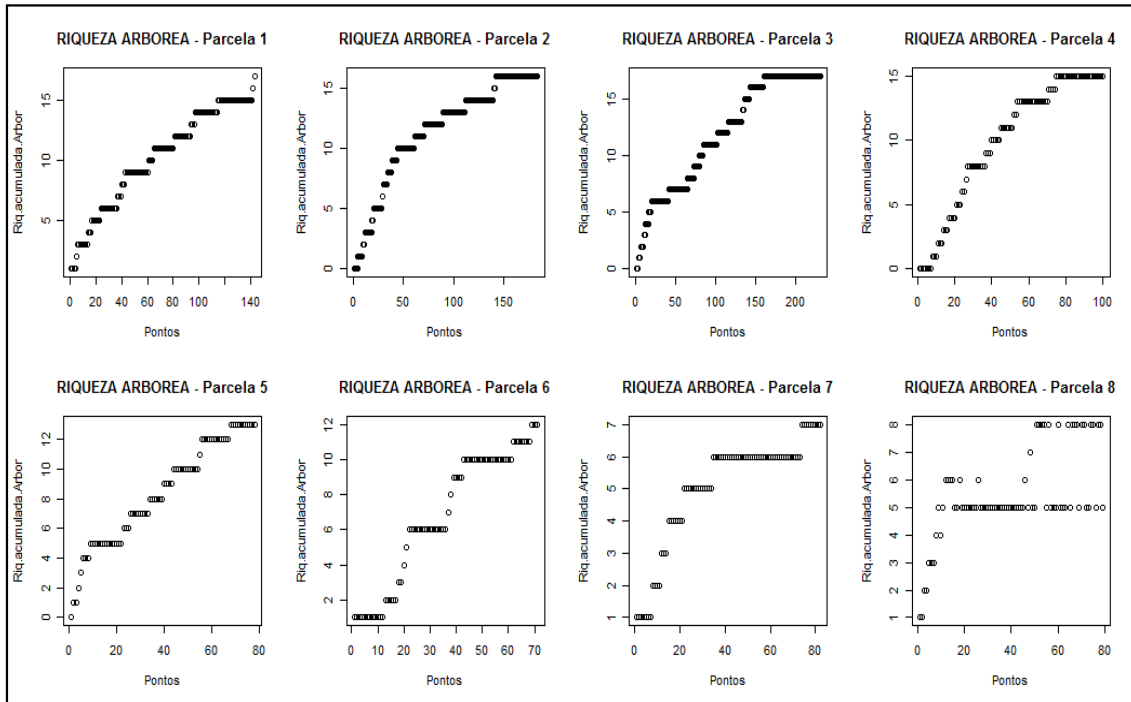 RIQUEZA ARBOREA - Parcela 1
Riq.acumulada.Arbor
5 10 15
0 20 40 60 80 100 140
Pontos
RIQUEZA ARBOREA - Parcela 2
Riq.acumulada.Arbor
0 5 10 15
0 50 100 150
Pontos
RIQUEZA ARBOREA - Parcela 3
Riq.acumulada.Arbor
0 5 10 15
0 50 100 150 200
Pontos
RIQUEZA ARBOREA - Parcela 4
Riq.acumulada.Arbor
0 5 10 15
0 20 40 60 80 100
Pontos
RIQUEZA ARBOREA - Parcela 5
Riq.acumulada.Arbor
0 2 4 6 8 10 12
0 20 40 60 80
Pontos
RIQUEZA ARBOREA - Parcela 6
Riq.acumulada.Arbor
2 4 6 8 10 12
0 10 20 30 40 50 60 70
Pontos
RIQUEZA ARBOREA - Parcela 7
Riq.acumulada.Arbor
1 2 3 4 5 6 7
0 20 40 60 80
Pontos
RIQUEZA ARBOREA - Parcela 8
Riq.acumulada.Arbor
1 2 3 4 5 6 7 8
0 20 40 60 80
Pontos